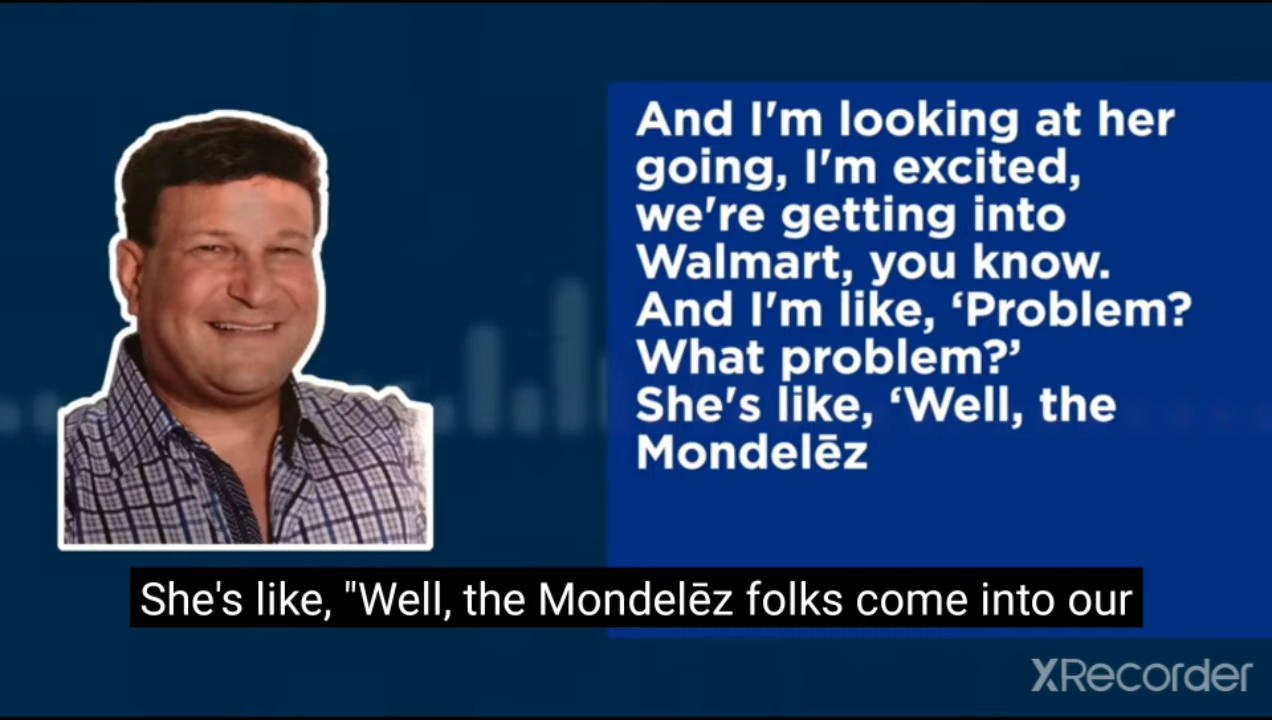 And I'm looking at her
going, I'm excited,
we're getting into
Walmart, you know.
And I'm like, ‘Problem?
What problem?’
She's like, ‘Well, the
Mondelēz
She's like, "Well, the Mondelēz folks come into our
XRecorder